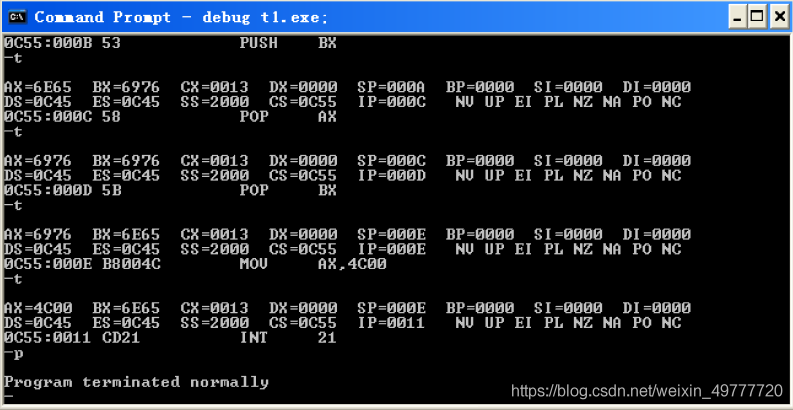 Command Prompt - debug t1.exe;
0C55:000B 53 PUSH BX
-t
AX=6E65 BX=6976 CX=0013 DX=0000 SP=000A BP=0000 SI=0000 DI=0000
DS=0C45 ES=0C45 SS=2000 CS=0C55 IP=000C NV UP EI PL NZ NA PO NC
0C55:000C 58 POP AX
-t
AX=6976 BX=6976 CX=0013 DX=0000 SP=000C BP=0000 SI=0000 DI=0000
DS=0C45 ES=0C45 SS=2000 CS=0C55 IP=000D NV UP EI PL NZ NA PO NC
0C55:000D 5B POP BX
-t
AX=6976 BX=6E65 CX=0013 DX=0000 SP=000E BP=0000 SI=0000 DI=0000
DS=0C45 ES=0C45 SS=2000 CS=0C55 IP=000E NV UP EI PL NZ NA PO NC
0C55:000E B8004C MOV AX,4C00
-t
AX=4C00 BX=6E65 CX=0013 DX=0000 SP=000E BP=0000 SI=0000 DI=0000
DS=0C45 ES=0C45 SS=2000 CS=0C55 IP=0011 NV UP EI PL NZ NA PO NC
0C55:0011 CD21 INT 21
-p
Program terminated normally
-
https://blog.csdn.net/weixin_49777720